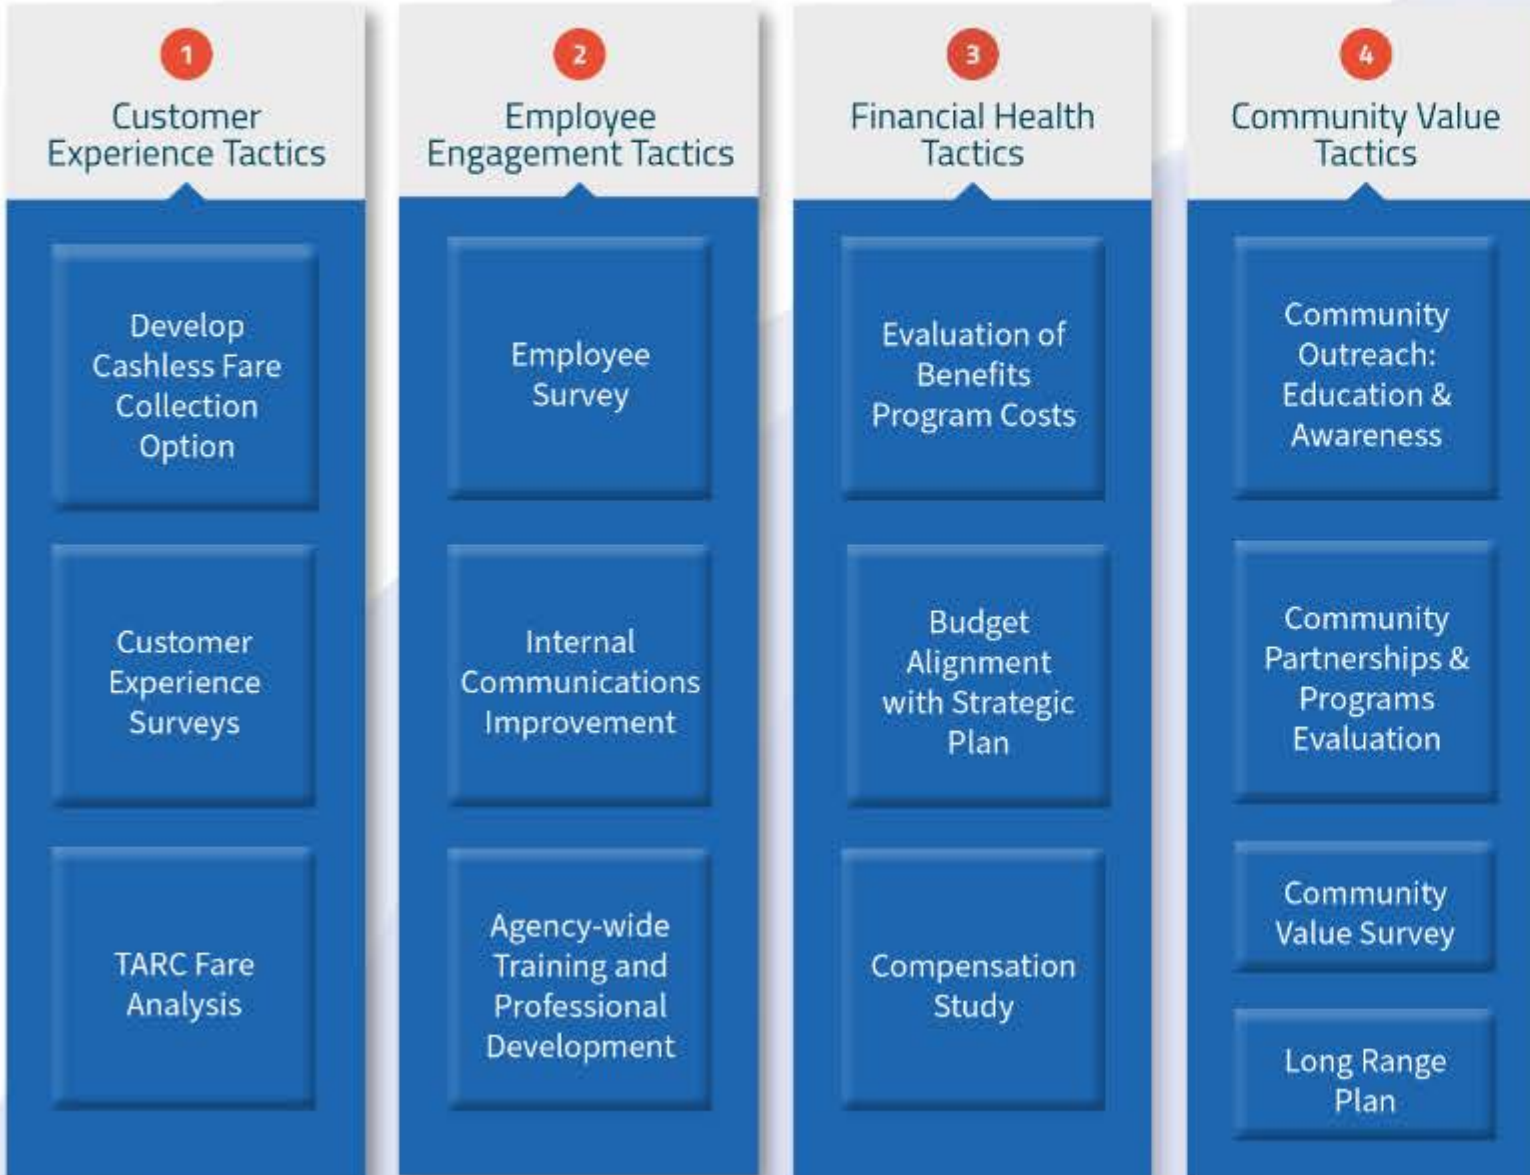 1
Customer
Experience Tactics
Develop
Cashless Fare
Collection
Option
Customer
Experience
Surveys
TARC Fare
Analysis
2
Employee
Engagement Tactics
Employee
Survey
Internal
Communications
Improvement
Agency-wide
Training and
Professional
Development
3
Financial Health
Tactics
Evaluation of
Benefits
Program Costs
Budget
Alignment
with Strategic
Plan
Compensation
Study
4
Community Value
Tactics
Community
Outreach:
Education &
Awareness
Community
Partnerships &
Programs
Evaluation
Community
Value Survey
Long Range
Plan